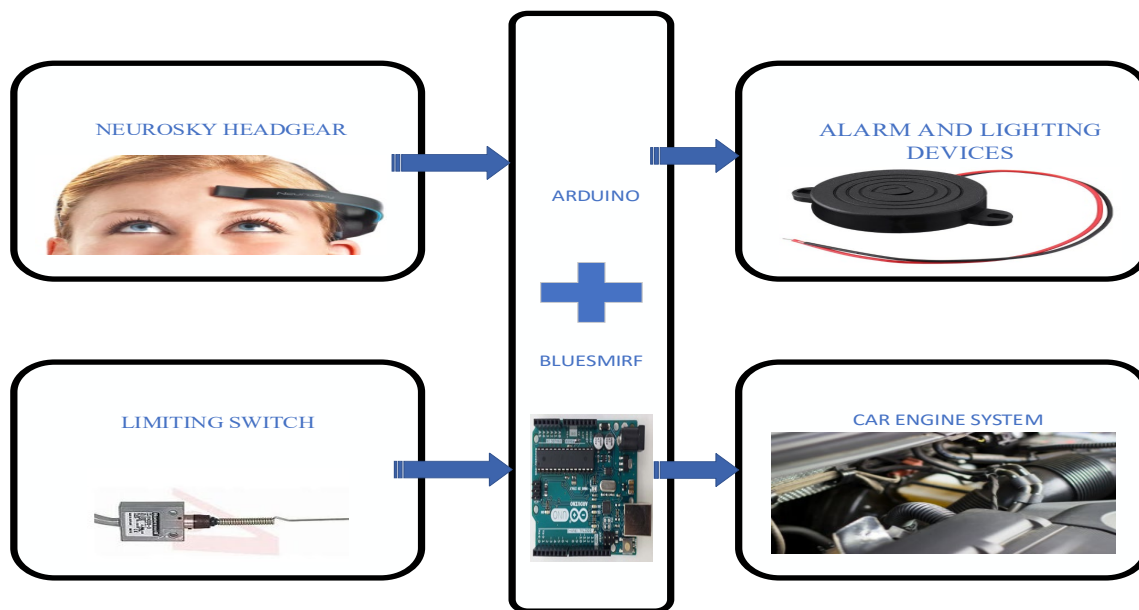 NEUROSKY HEADGEAR
ALARM AND LIGHTING
DEVICES
ARDUINO
BLUESMIRF
LIMITING SWITCH
CAR ENGINE SYSTEM